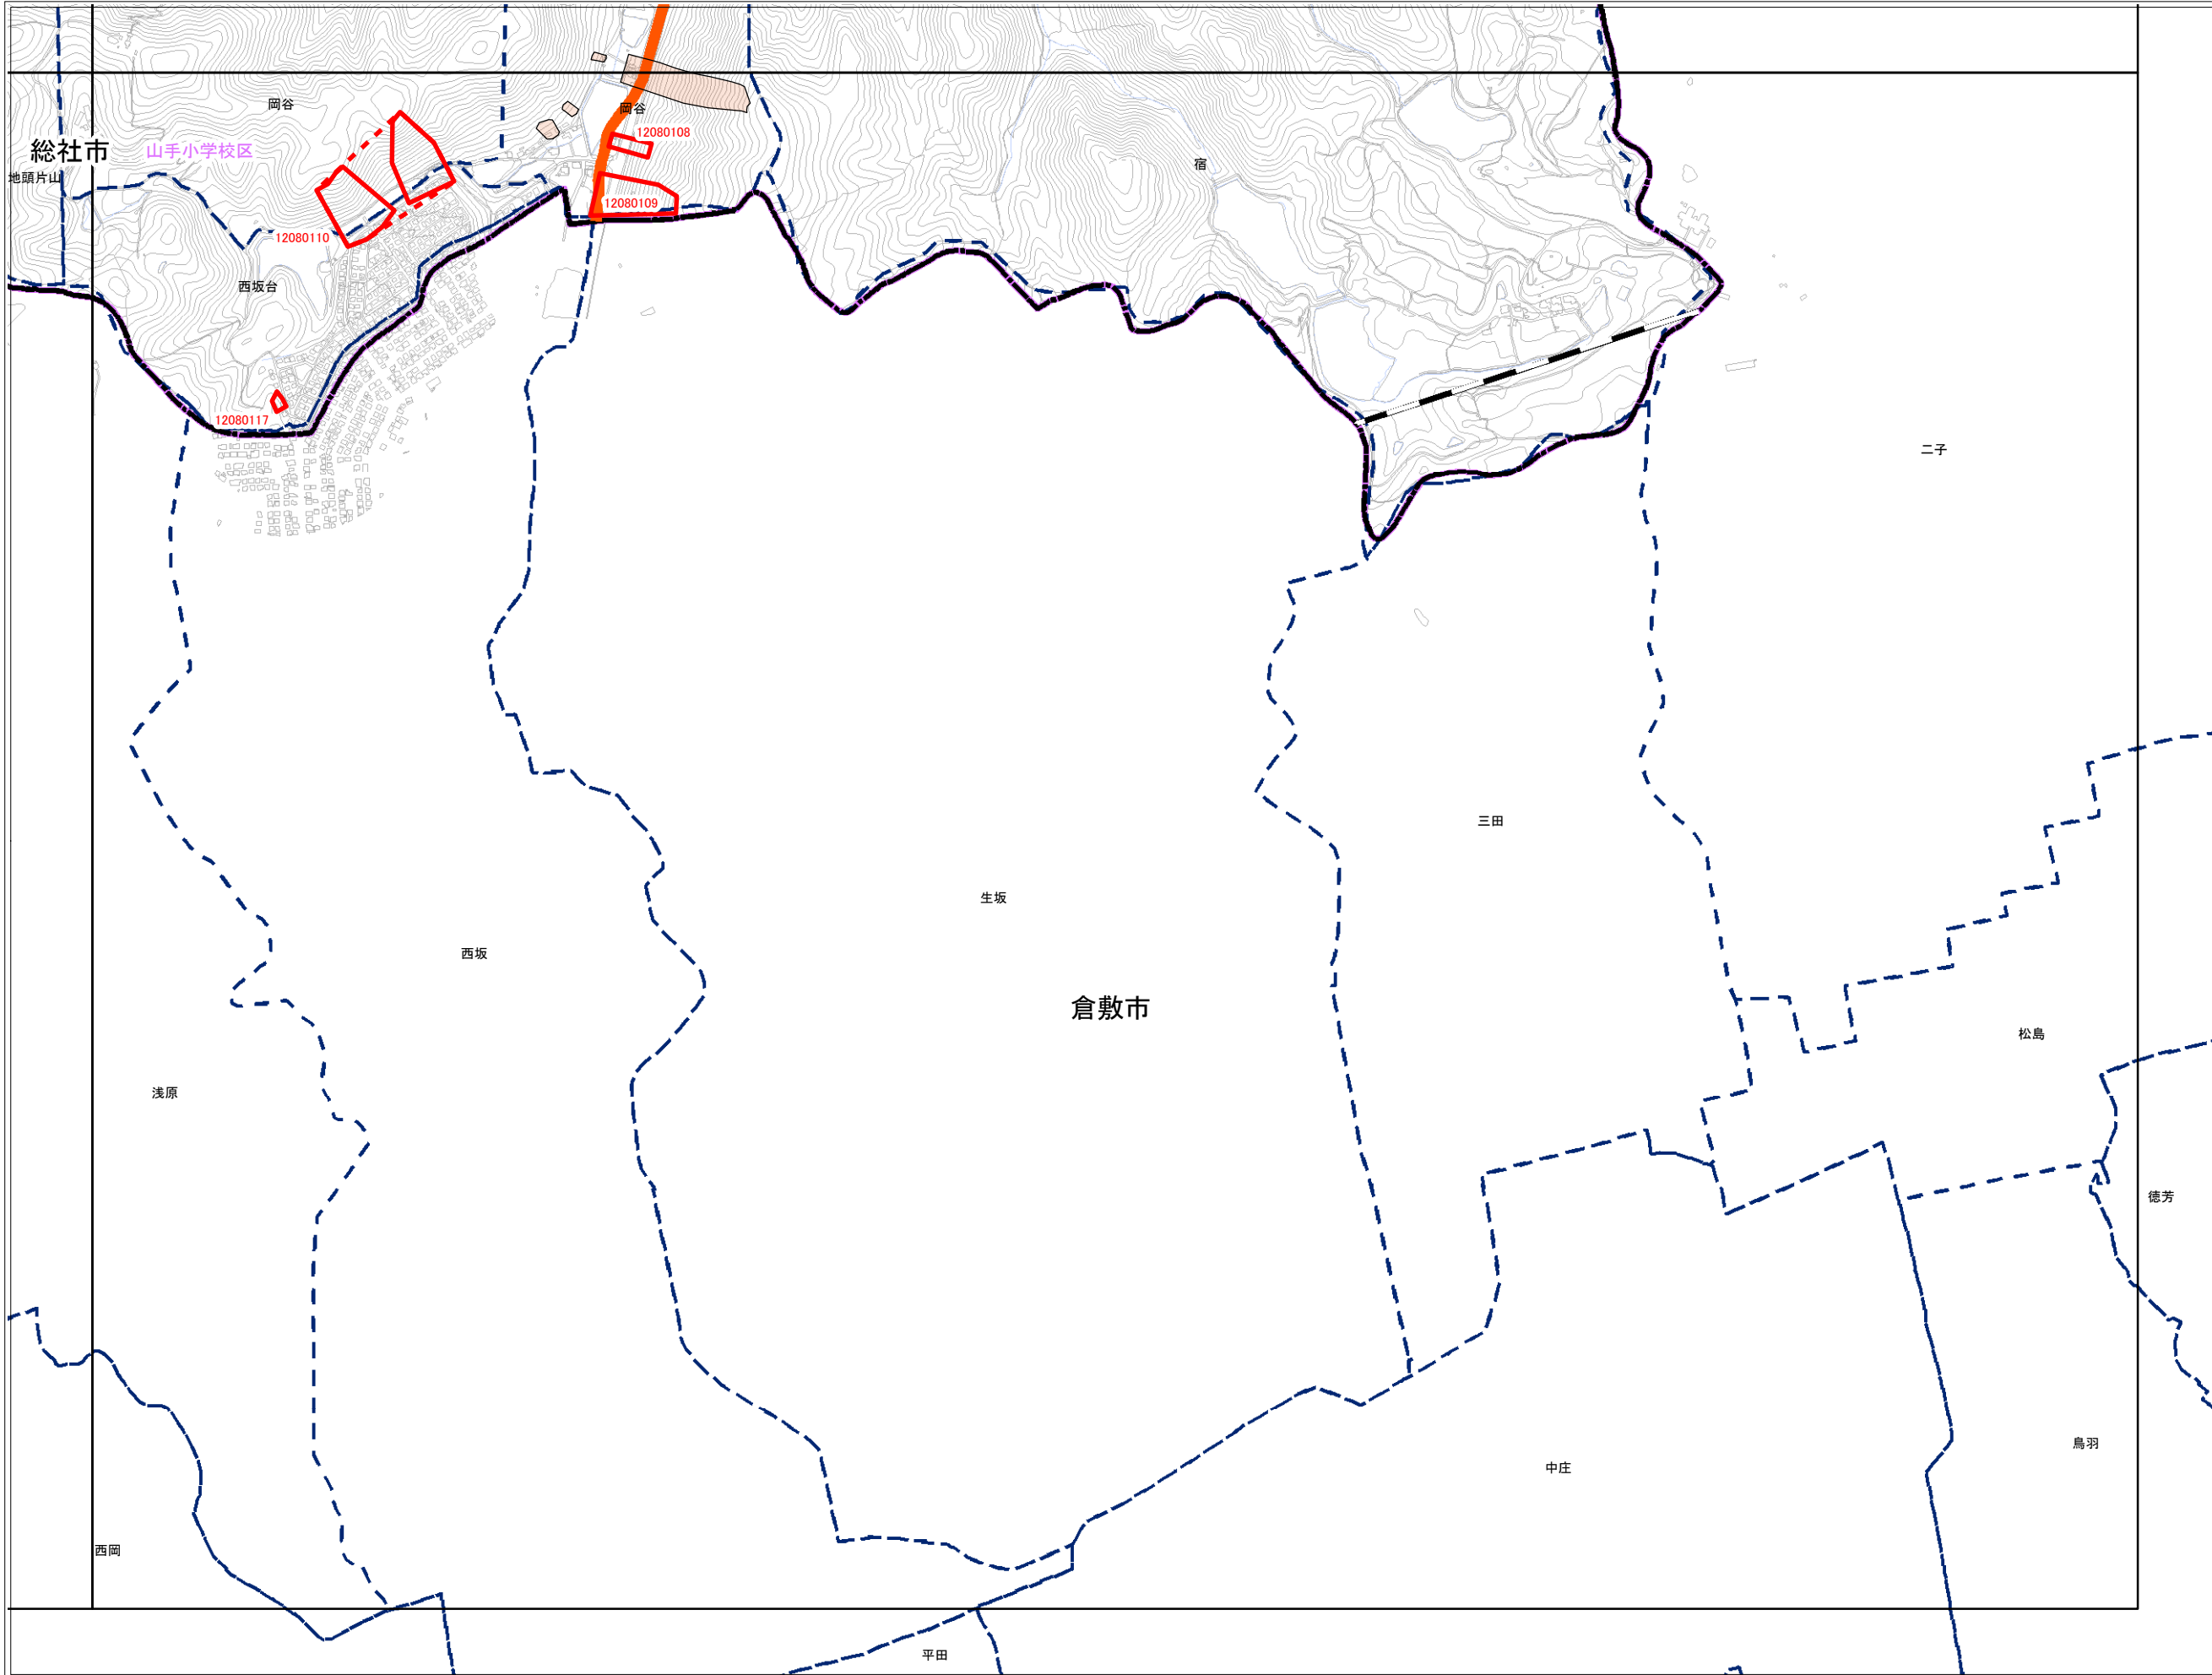 岡谷
岡谷
12080108
総社市
山手小学校区
宿
地頭片山
12080109
12080110
西坂台
12080117
二子
三田
生坂
西坂
倉敷市
松島
浅原
徳芳
鳥羽
中庄
西岡
平田